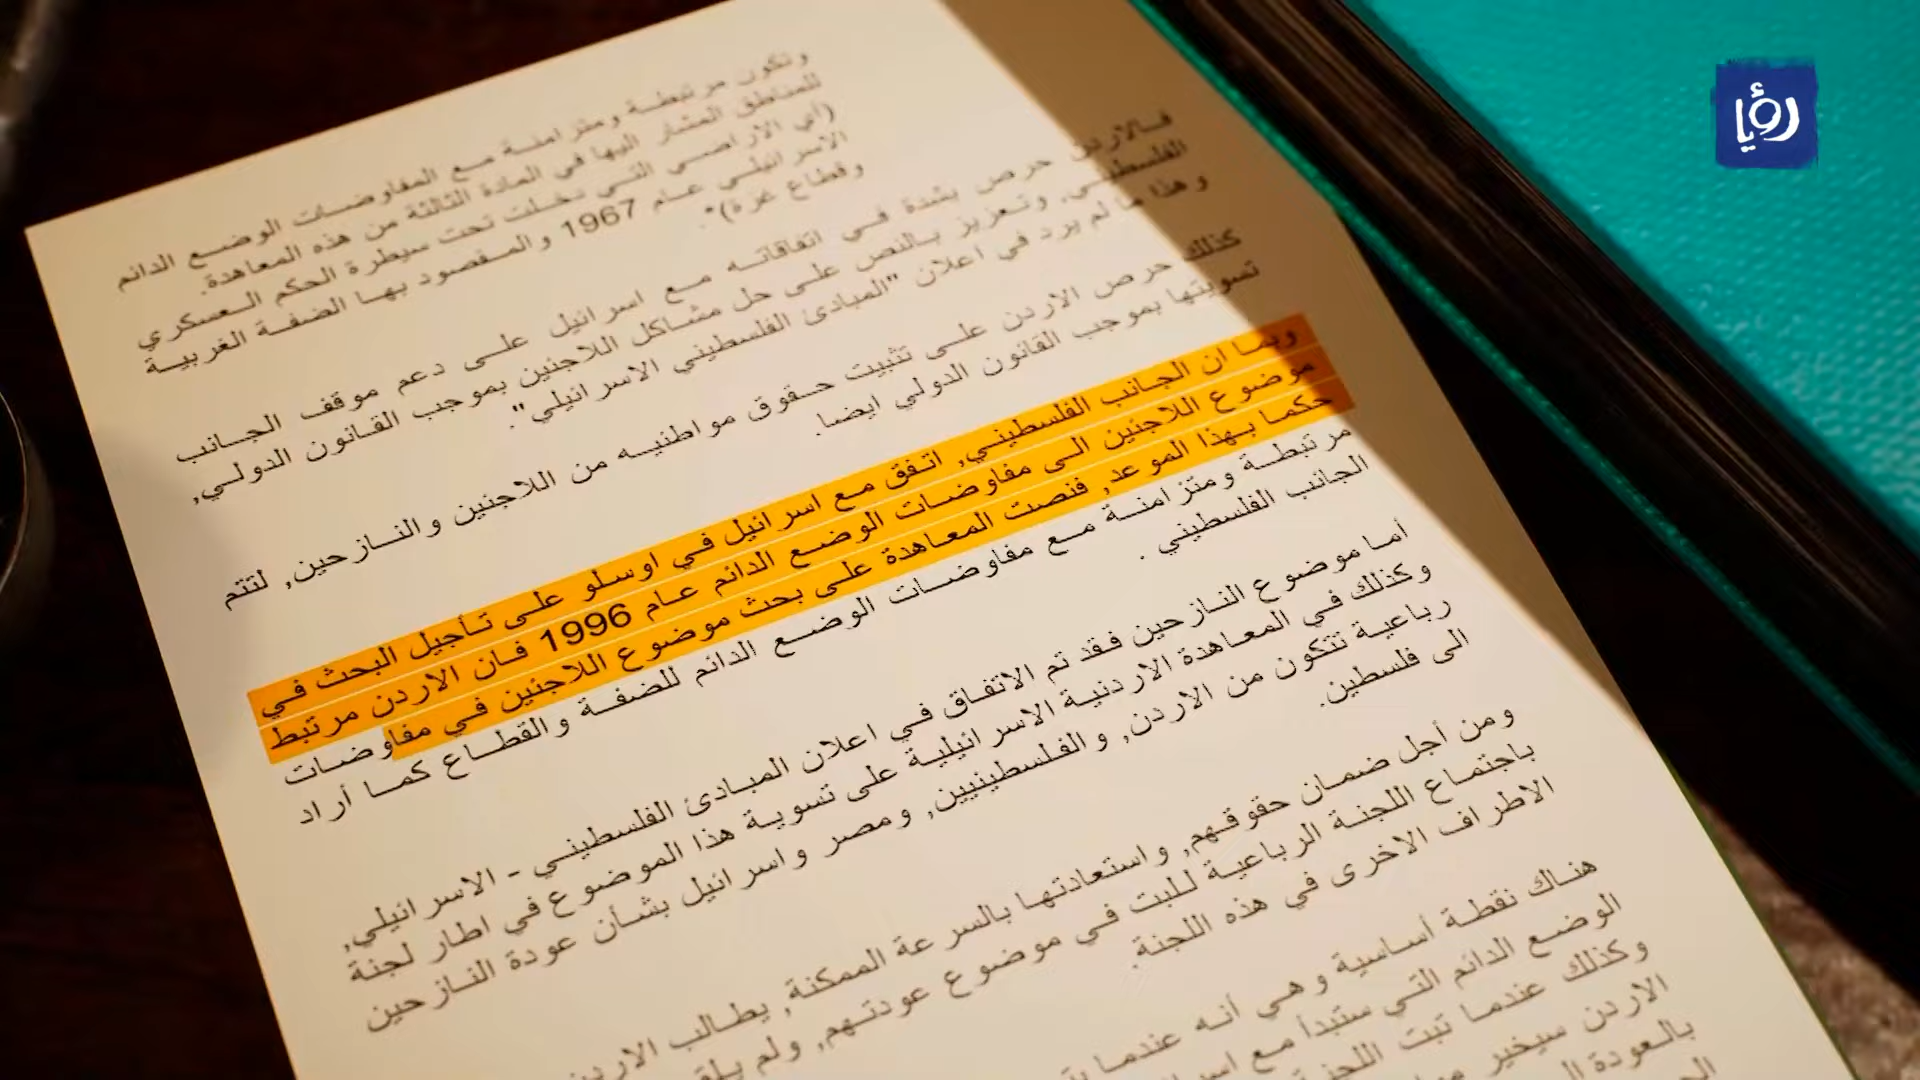 رؤيا
وتكون مرتبطة ومتزامنة مع المفاوضات الوضع الدائم
للمناطق المشار اليها في المادة الثالثة من هذه المعاهدة.
(أي الاراضي التي دخلت تحت سيطرة الحكم العسكري
الاسرائيلي عام 1967 والمقصود بها الضفة الغربية
وقطاع غزة)".
فالاردن حرص بشدة في اتفاقاته مع اسرائيل على دعم موقف الجانب
الفلسطيني, وتعزيز بالنص على حل مشاكل اللاجئين بموجب القانون الدولي,
وهذا ما لم يرد في اعلان "المبادئ الفلسطيني الاسرائيلي".
كذلك حرص الاردن على تثبيت حقوق مواطنيه من اللاجئين والنازحين, لتتم
تسويتها بموجب القانون الدولي ايضا.
وبما ان الجانب الفلسطيني, اتفق مع اسرائيل في اوسلو على تأجيل البحث في
موضوع اللاجئين الى مفاوضات الوضع الدائم عام 1996 فان الاردن مرتبط
حكما بهذا الموعد, فنصت المعاهدة على بحث موضوع اللاجئين في مفاوضات
مرتبطة ومتزامنة مع مفاوضات الوضع الدائم للضفة والقطاع كما أراد
الجانب الفلسطيني .
أما موضوع النازحين فقد تم الاتفاق في اعلان المبادئ الفلسطيني - الاسرائيلي,
وكذلك في المعاهدة الاردنية الاسرائيلية على تسوية هذا الموضوع في اطار لجنة
رباعية تتكون من الاردن, والفلسطينيين, ومصر واسرائيل بشأن عودة النازحين
الى فلسطين.
ومن أجل ضمان حقوقهم, واستعادتها بالسرعة الممكنة, يطالب الاردن
باجتماع اللجنة الرباعية للبت في موضوع عودتهم, ولم
الاطراف الاخرى في هذه اللجنة.
هناك نقطة أساسية وهي أنه عندما
الوضع الدائم التي ستبدأ مع
وكذلك عندما تبت
الاردن سيخير
بالعودة